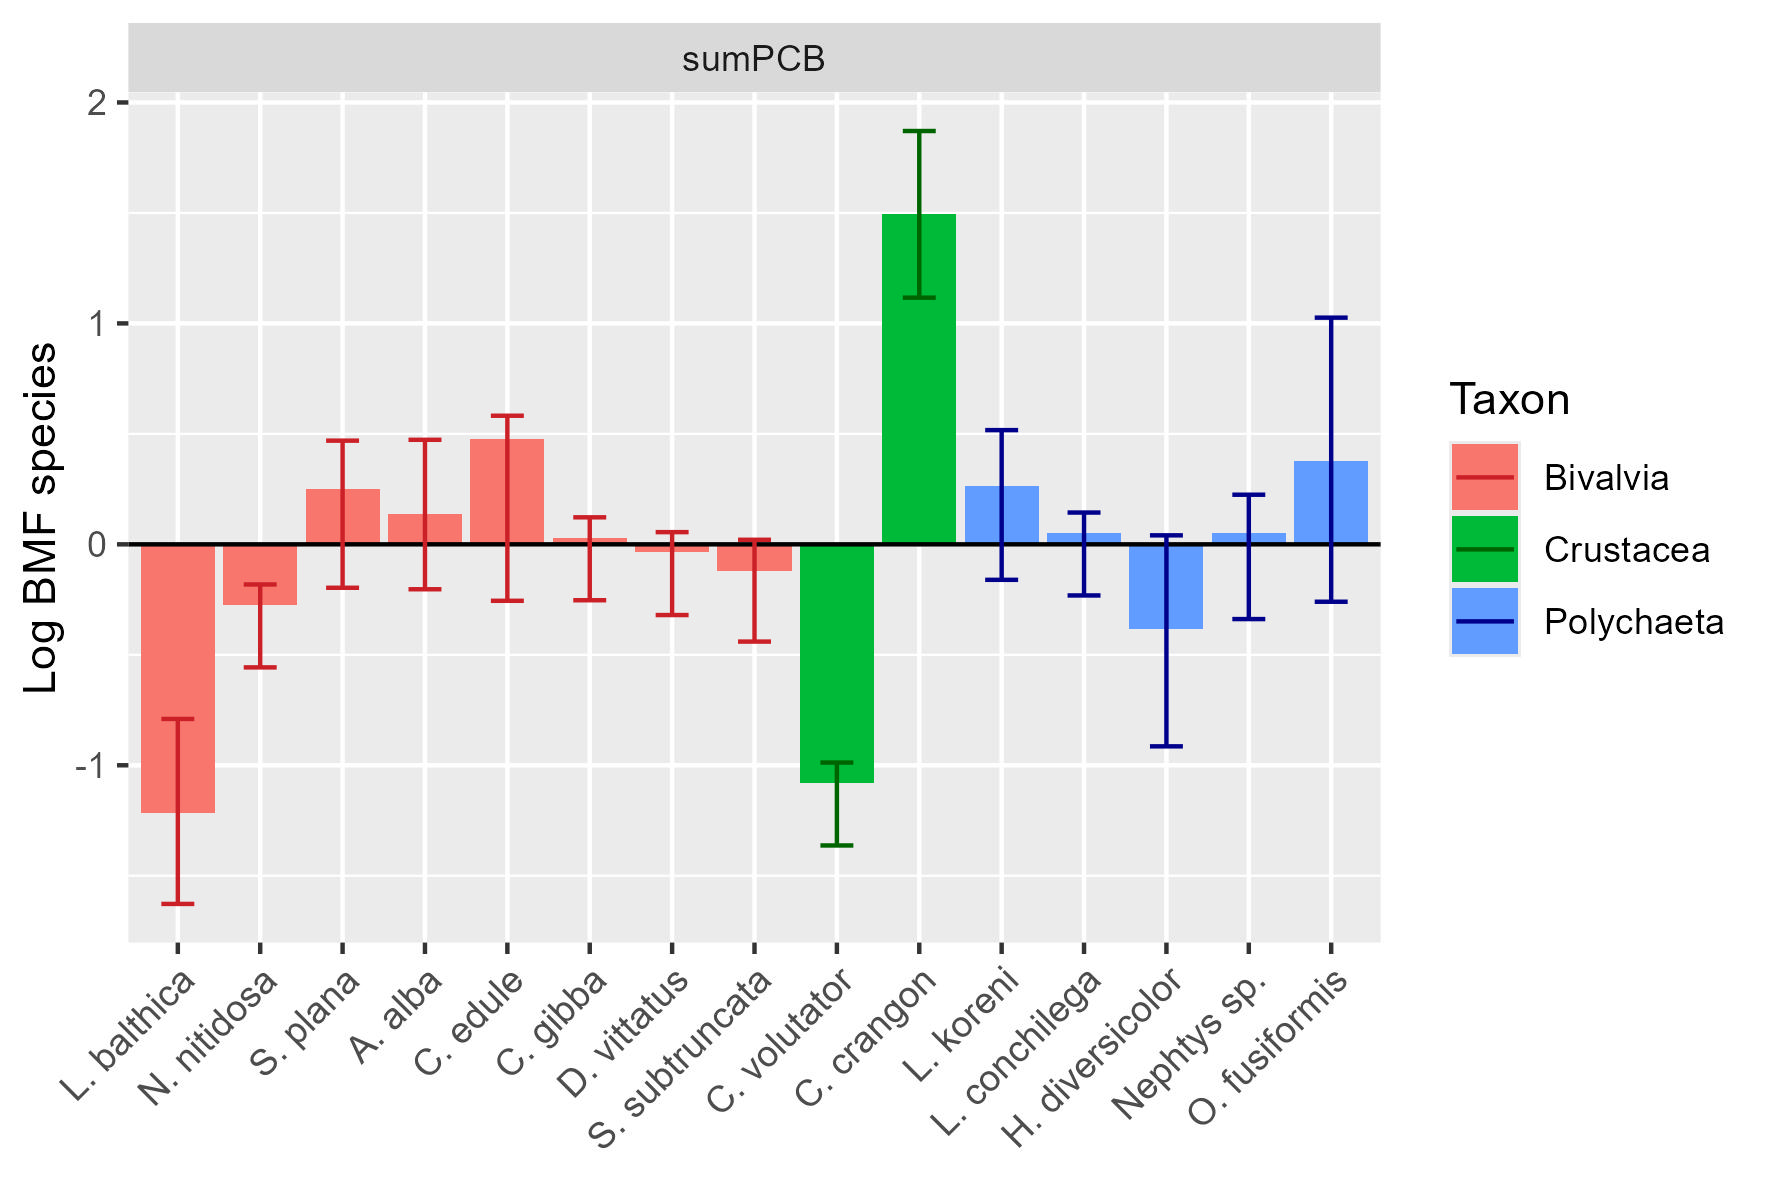 sumPCB
2
1
0
-1
Log BMF species
L. balthica
N. nitidosa
S. plana
A. alba
C. edule
C. gibba
D. vittatus
S. subtruncata
C. volutator
C. crangon
L. koreni
L. conchilega
H. diversicolor
Nephtys sp.
O. fusiformis
Taxon
Bivalvia
Crustacea
Polychaeta